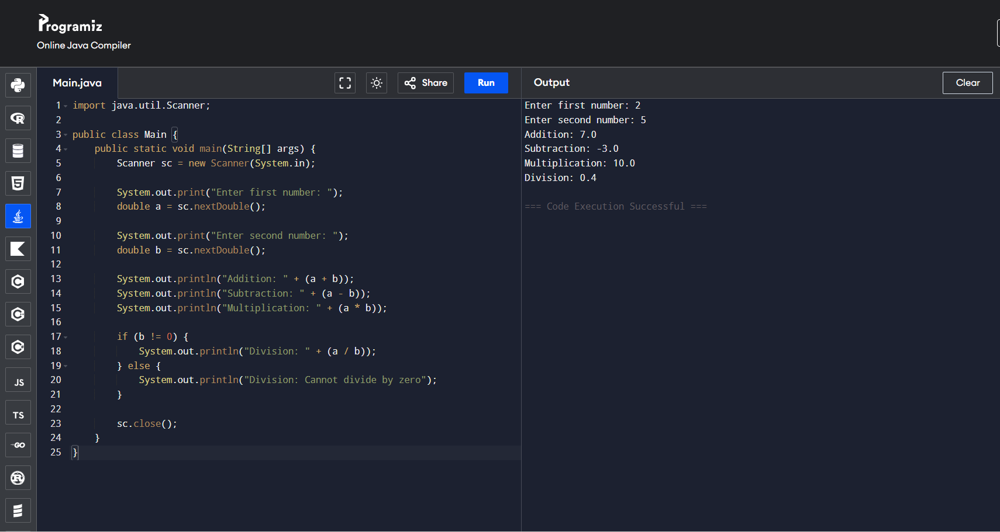 Programiz
Online Java Compiler
Main.java
Share
Run
Output
Clear
1 import java.util.Scanner;
2
3 public class Main {
4     public static void main(String[] args) {
5         Scanner sc = new Scanner(System.in);
6
7         System.out.print("Enter first number: ");
8         double a = sc.nextDouble();
9
10         System.out.print("Enter second number: ");
11         double b = sc.nextDouble();
12
13         System.out.println("Addition: " + (a + b));
14         System.out.println("Subtraction: " + (a - b));
15         System.out.println("Multiplication: " + (a * b));
16
17         if (b != 0) {
18             System.out.println("Division: " + (a / b));
19         } else {
20             System.out.println("Division: Cannot divide by zero");
21         }
22
23         sc.close();
24     }
25 }
Enter first number: 2
Enter second number: 5
Addition: 7.0
Subtraction: -3.0
Multiplication: 10.0
Division: 0.4
=== Code Execution Successful ===
R
5
C
C
C
JS
TS
GO
R